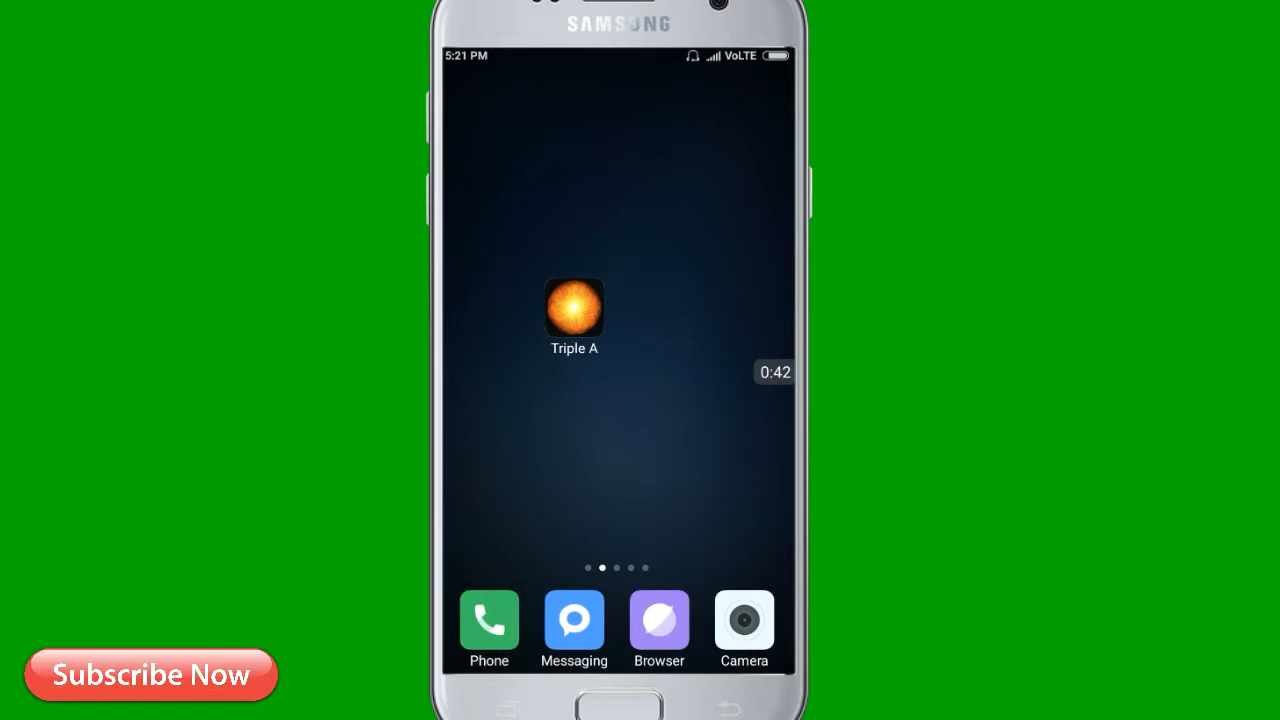 SAMSUNG
5:21 PM
VoLTE
Triple A
0:42
Phone
Messaging
Browser
Camera
Subscribe Now